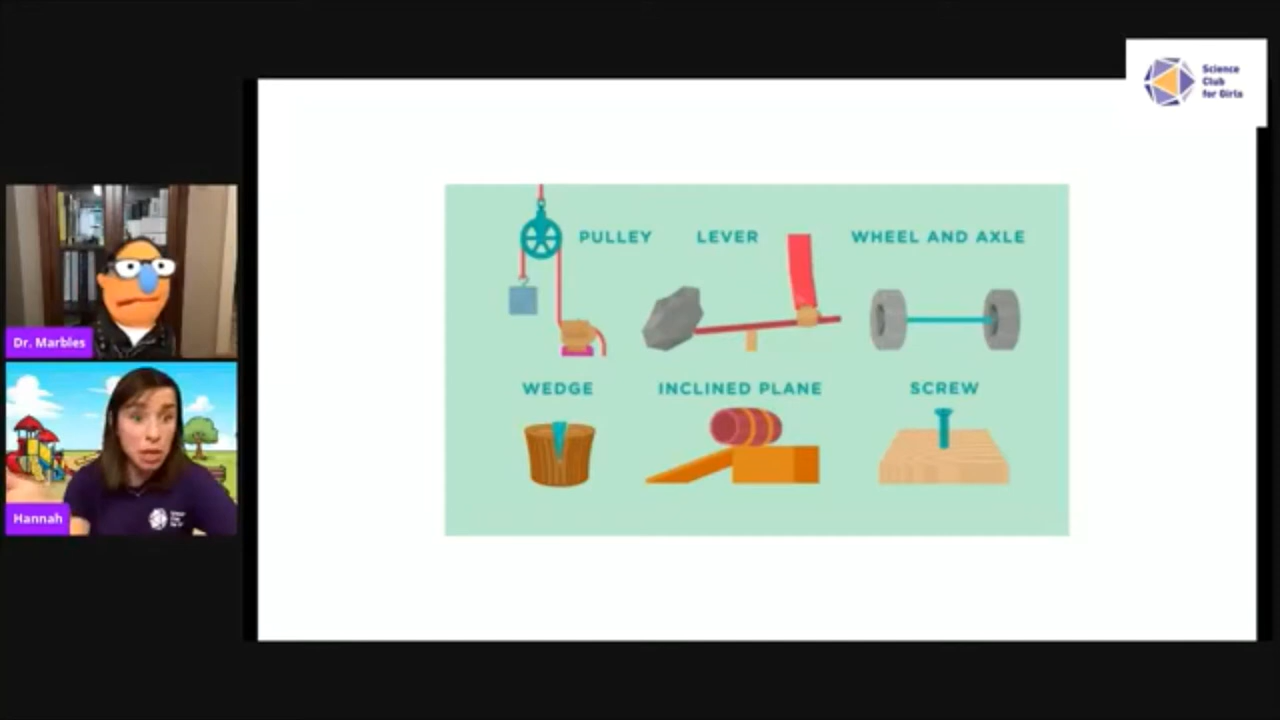 Science
Club
for Girls
PULLEY
LEVER
WHEEL AND AXLE
Dr. Marbles
WEDGE
INCLINED PLANE
SCREW
Hannah